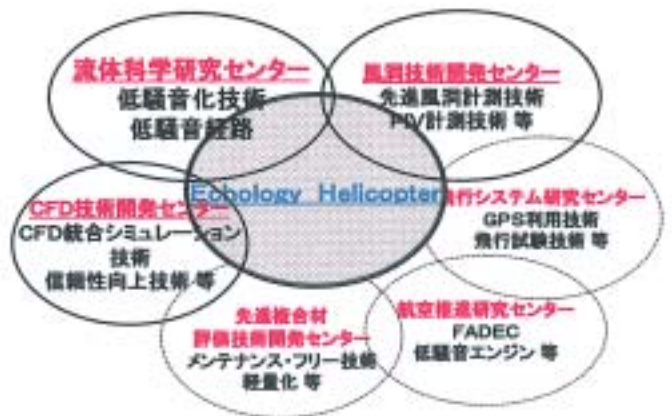 流体科学研究センター
低騒音化技術
低騒音経路
風洞技術開発センター
先進風洞計測技術
PIV計測技術 等
Echology Helicopter
飛行システム研究センター
GPS利用技術
飛行試験技術 等
CFD技術開発センター
CFD統合シミュレーション
技術
信頼性向上技術 等
先進複合材
評価技術開発センター
メンテナンス・フリー技術
軽量化 等
航空推進研究センター
FADEC
低騒音エンジン 等